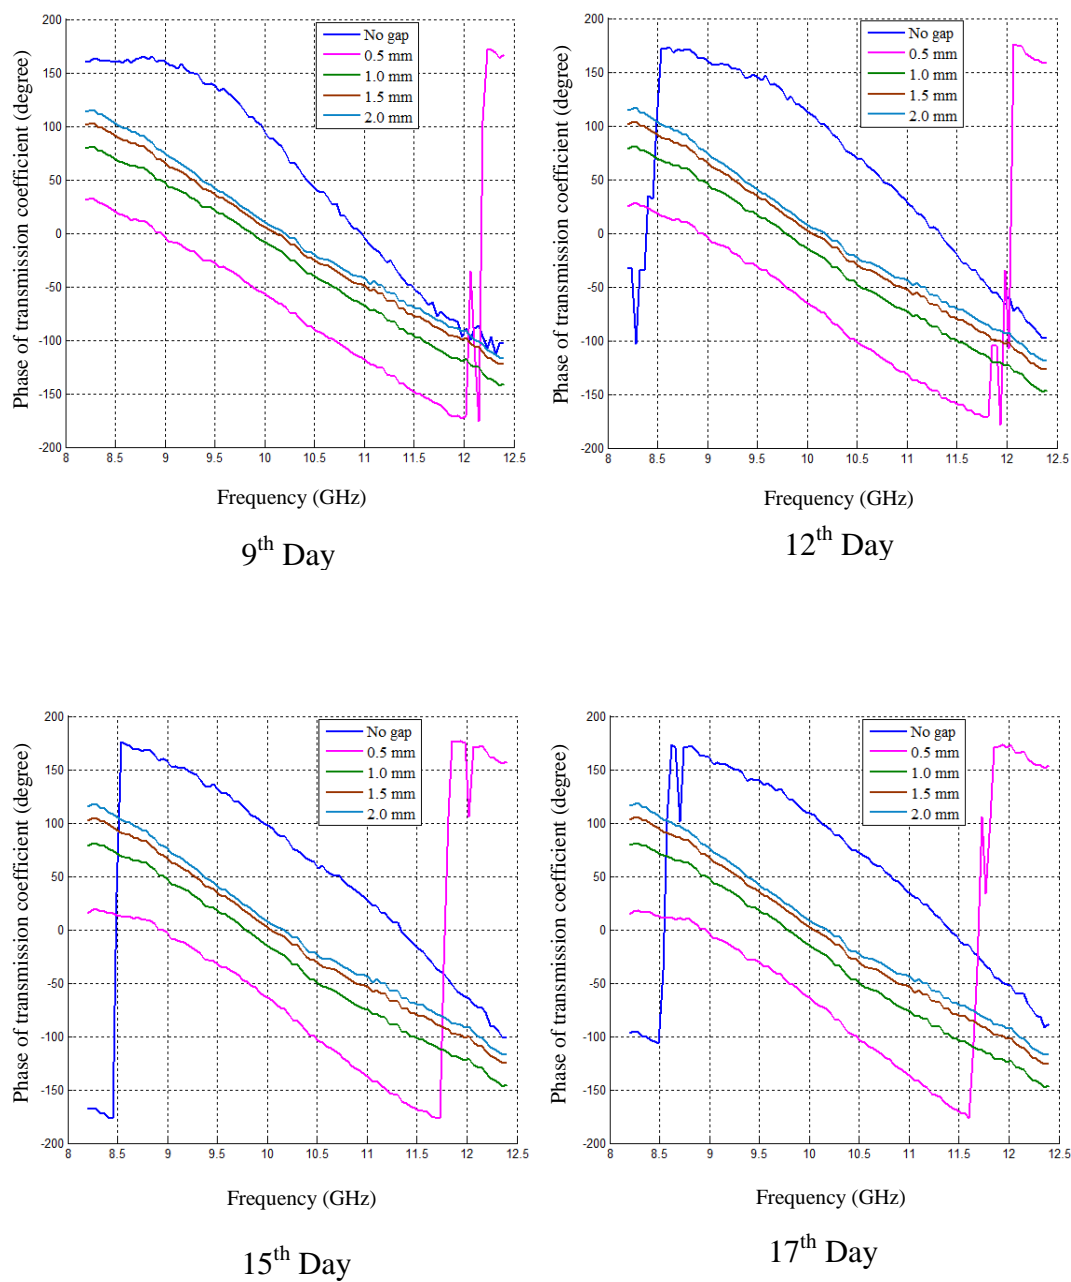 Phase of transmission coefficient (degree)
200
150
100
50
0
-50
-100
-150
-200
8 8.5 9 9.5 10 10.5 11 11.5 12 12.5
No gap
0.5 mm
1.0 mm
1.5 mm
2.0 mm
Frequency (GHz)
9th Day
Phase of transmission coefficient (degree)
200
150
100
50
0
-50
-100
-150
-200
8 8.5 9 9.5 10 10.5 11 11.5 12 12.5
No gap
0.5 mm
1.0 mm
1.5 mm
2.0 mm
Frequency (GHz)
12th Day
Phase of transmission coefficient (degree)
200
150
100
50
0
-50
-100
-150
-200
8 8.5 9 9.5 10 10.5 11 11.5 12 12.5
No gap
0.5 mm
1.0 mm
1.5 mm
2.0 mm
Frequency (GHz)
15th Day
Phase of transmission coefficient (degree)
200
150
100
50
0
-50
-100
-150
-200
8 8.5 9 9.5 10 10.5 11 11.5 12 12.5
No gap
0.5 mm
1.0 mm
1.5 mm
2.0 mm
Frequency (GHz)
17th Day